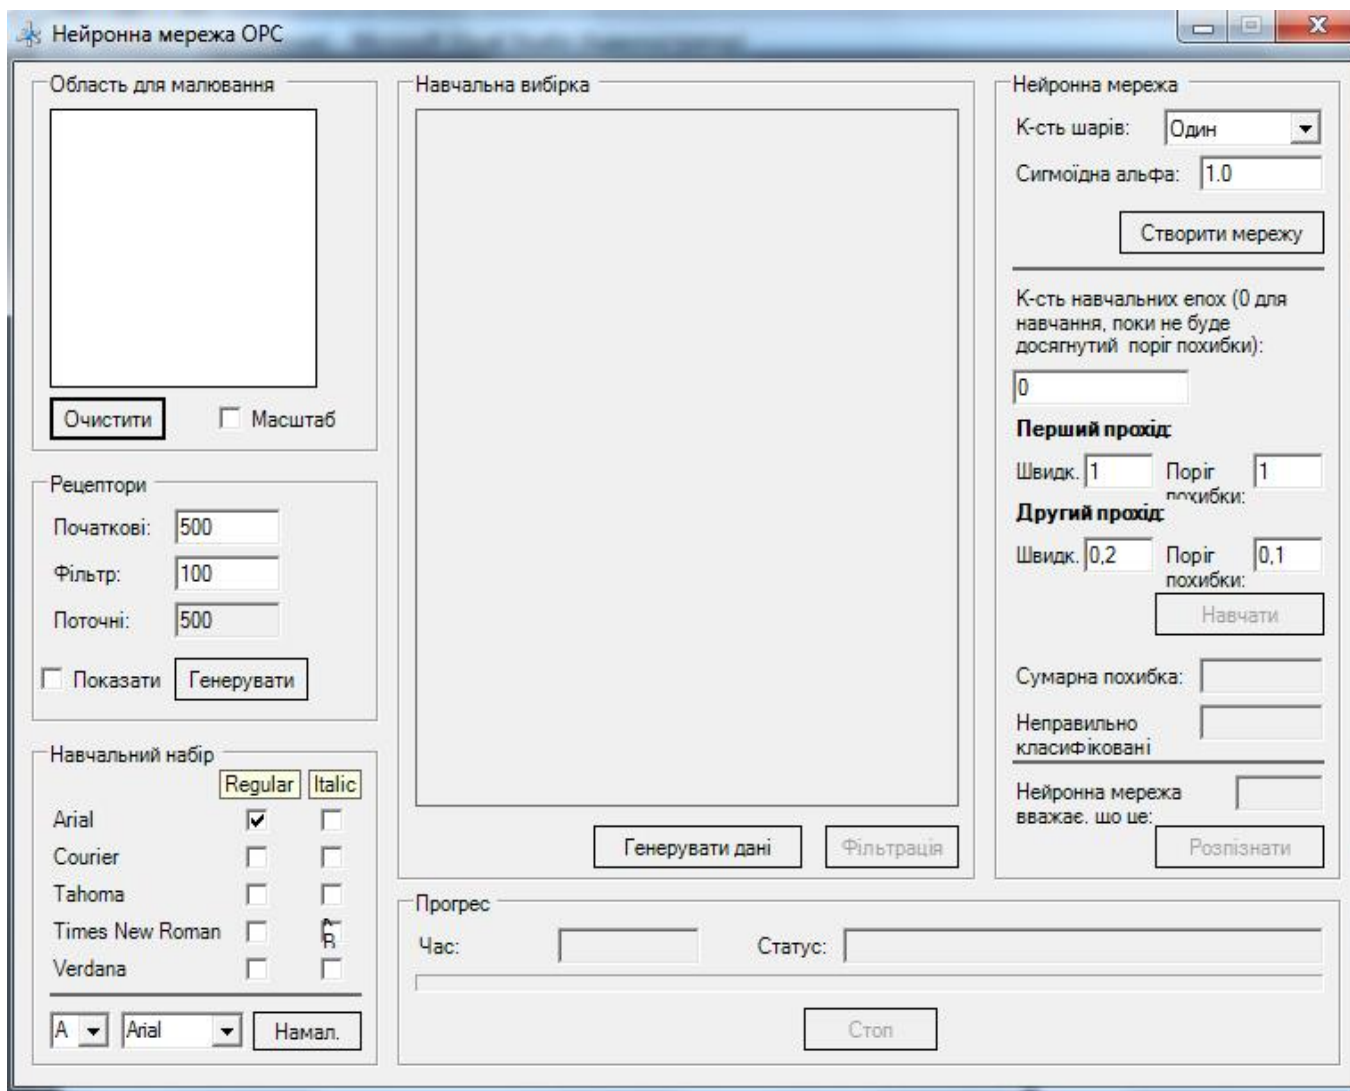 Нейронна мережа ОРС
Область для малювання
Очистити
Масштаб
Рецептори
Початкові: 500
Фільтр: 100
Поточні: 500
Показати
Генерувати
Навчальний набір
Regular Italic
Arial
Courier
Tahoma
Times New Roman
Verdana
A Arial Намал.
Навчальна вибірка
Генерувати дані
Фільтрація
Нейронна мережа
К-сть шарів: Один
Сигмоїдна альфа: 1.0
Створити мережу
К-сть навчальних епох (0 для
навчання, поки не буде
досягнутий поріг похибки):
0
Перший прохід:
Швидк. 1 Поріг 1
похибки:
Другий прохід:
Швидк. 0,2 Поріг 0,1
похибки:
Навчати
Сумарна похибка:
Неправильно
класифіковані
Нейронна мережа
вважає, що це:
Розпізнати
Прогрес
Час:
Статус:
Стоп